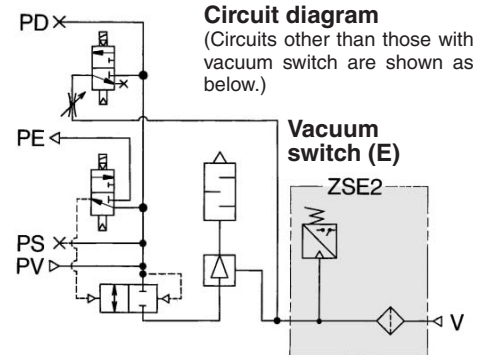 Circuit diagram
(Circuits other than those with
vacuum switch are shown as
below.)
PD
PE
PS
PV
Vacuum
switch (E)
ZSE2
V